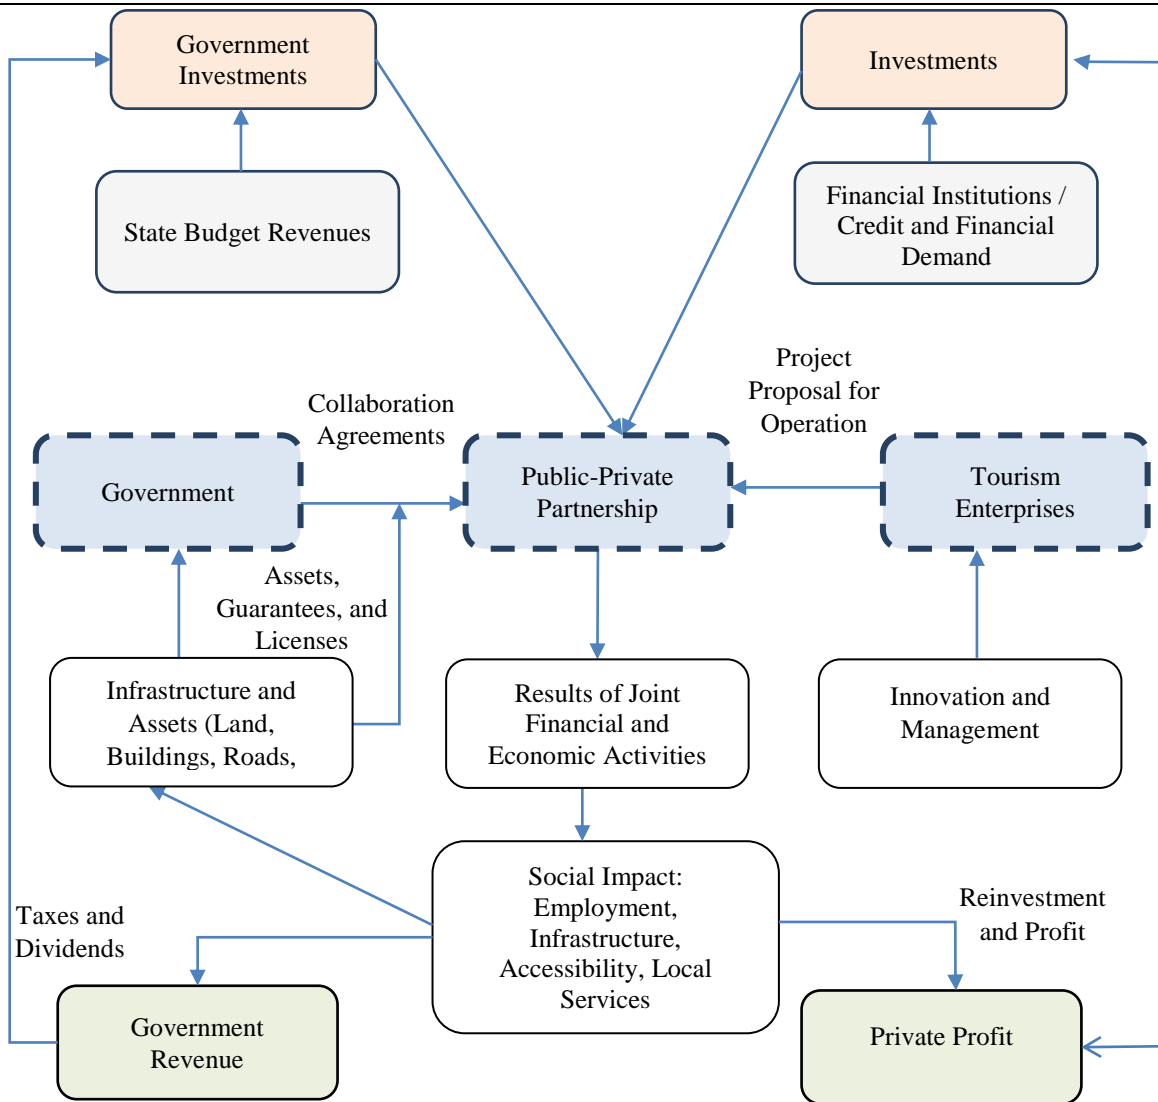 Government
Investments
Investments
State Budget Revenues
Financial Institutions /
Credit and Financial
Demand
Project
Proposal for
Operation
Collaboration
Agreements
Government
Public-Private
Partnership
Tourism
Enterprises
Assets,
Guarantees, and
Licenses
Infrastructure and
Assets (Land,
Buildings, Roads,
Results of Joint
Financial and
Economic Activities
Innovation and
Management
Social Impact:
Employment,
Infrastructure,
Accessibility, Local
Services
Taxes and
Dividends
Reinvestment
and Profit
Government
Revenue
Private Profit